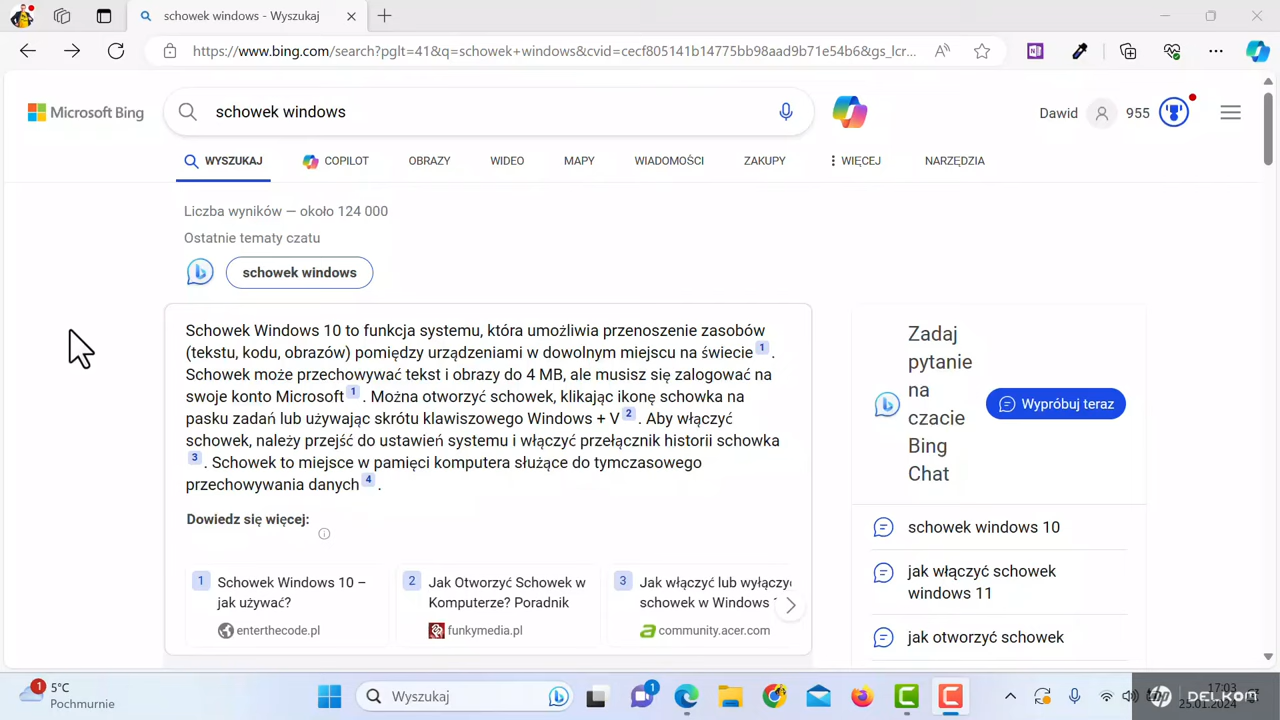 schowek windows - Wyszukaj
https://www.bing.com/search?pglt=41&q=schowek+windows&cvid=cecf805141b14775bb98aad9b71e54b6&gs_lcr...
Microsoft Bing
schowek windows
Dawid
955
WYSZUKAJ
COPILOT
OBRAZY
WIDEO
MAPY
WIADOMOŚCI
ZAKUPY
WIĘCEJ
NARZĘDZIA
Liczba wyników — około 124 000
Ostatnie tematy czatu
schowek windows
Schowek Windows 10 to funkcja systemu, która umożliwia przenoszenie zasobów
(tekstu, kodu, obrazów) pomiędzy urządzeniami w dowolnym miejscu na świecie 1 .
Schowek może przechowywać tekst i obrazy do 4 MB, ale musisz się zalogować na
swoje konto Microsoft 1 . Można otworzyć schowek, klikając ikonę schowka na
pasku zadań lub używając skrótu klawiszowego Windows + V 2 . Aby włączyć
schowek, należy przejść do ustawień systemu i włączyć przełącznik historii schowka
3 . Schowek to miejsce w pamięci komputera służące do tymczasowego
przechowywania danych 4 .
Dowiedz się więcej:
1 Schowek Windows 10 –
jak używać?
enterthecode.pl
2 Jak Otworzyć Schowek w
Komputerze? Poradnik
funkymedia.pl
3 Jak włączyć lub wyłączyć
schowek w Windows
community.acer.com
Zadaj
pytanie
na
czacie
Bing
Chat
Wypróbuj teraz
schowek windows 10
jak włączyć schowek
windows 11
jak otworzyć schowek
1
5°C
Pochmurnie
Wyszukaj
1
17:03
25.01.2024
hp
DELKOM